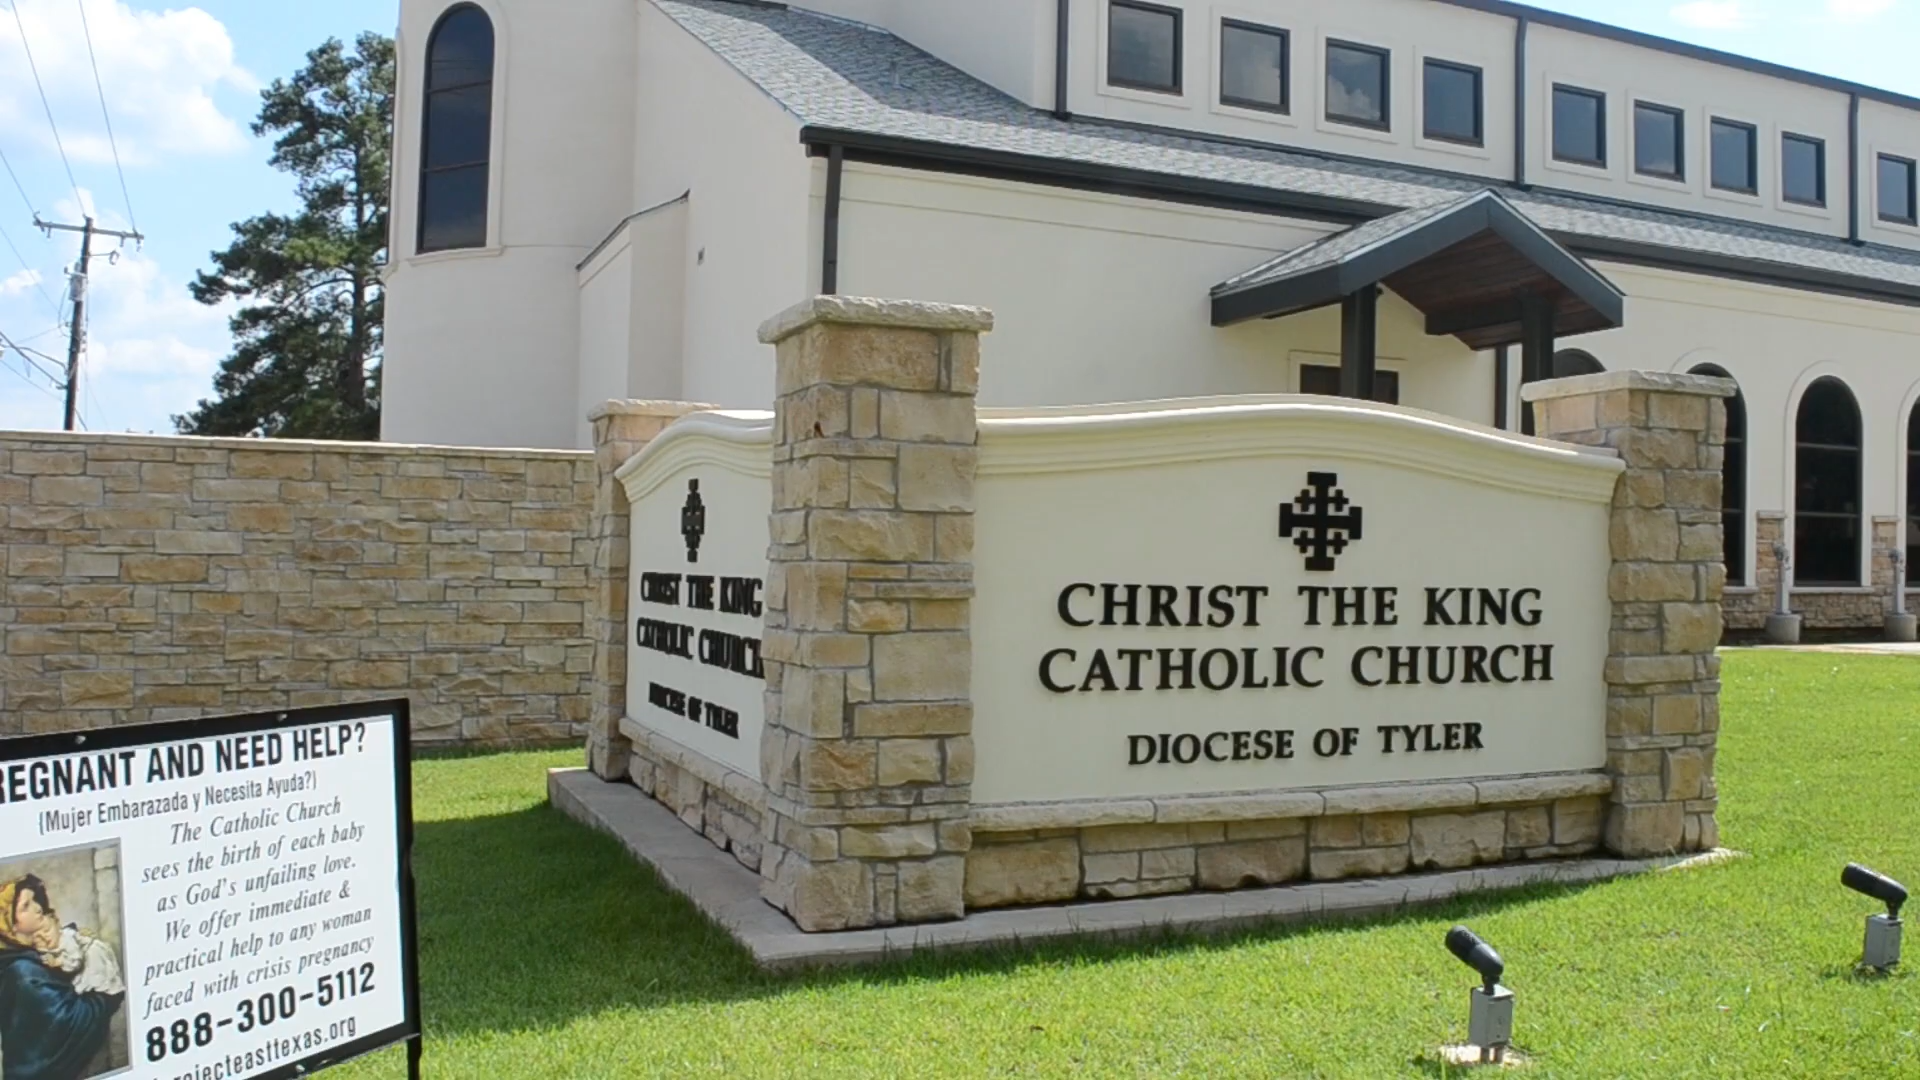 CHRIST THE KING
CATHOLIC CHURCH
DIOCESE OF TYLER
CHRIST THE KING
CATHOLIC CHURCH
DIOCESE OF TYLER
REGNANT AND NEED HELP?
(Mujer Embarazada y Necesita Ayuda?)
The Catholic Church
sees the birth of each baby
as God's unfailing love.
We offer immediate &
practical help to any woman
faced with crisis pregnancy
888-300-5112
rojecteasttexas.org